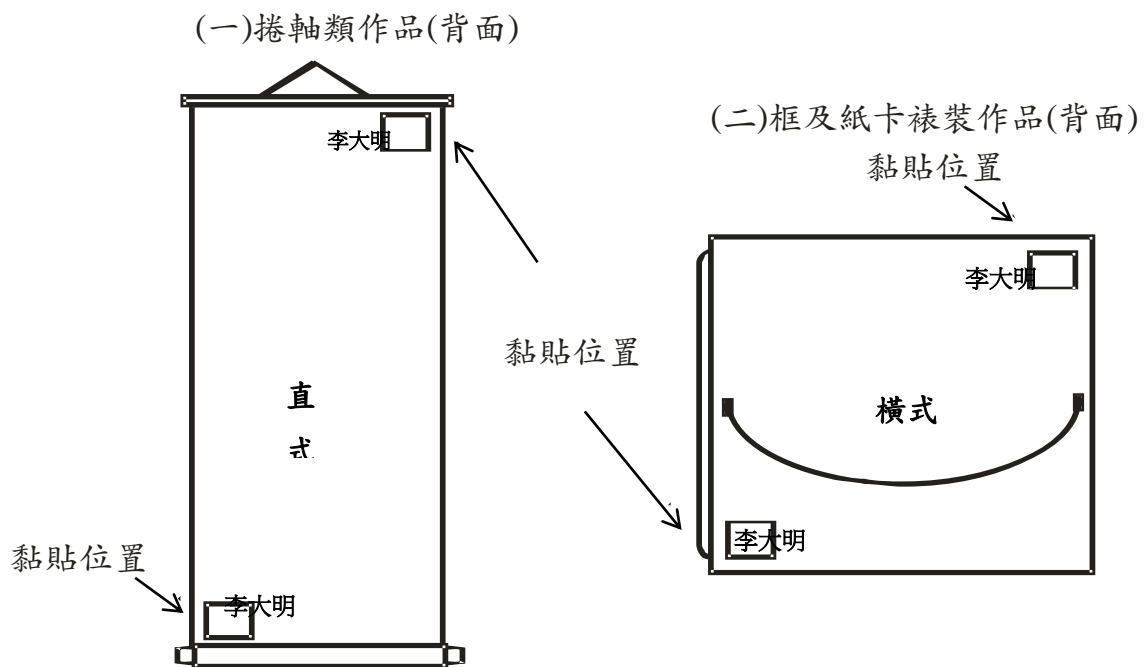 (一)捲軸類作品(背面)
李大明
直
式
黏貼位置
李大明
黏貼位置
(二)框及紙卡裱裝作品(背面)
黏貼位置
李大明
橫式
李大明